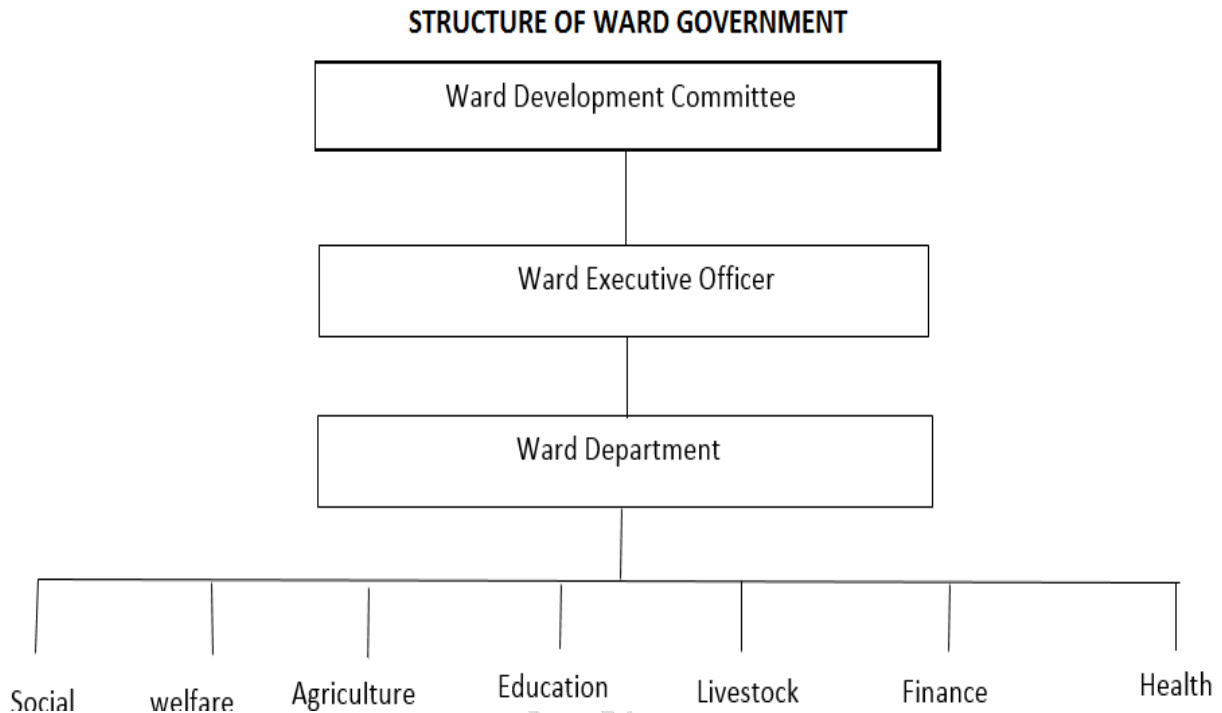 STRUCTURE OF WARD GOVERNMENT
Ward Development Committee
Ward Executive Officer
Ward Department
Social welfare Agriculture Education Livestock Finance Health